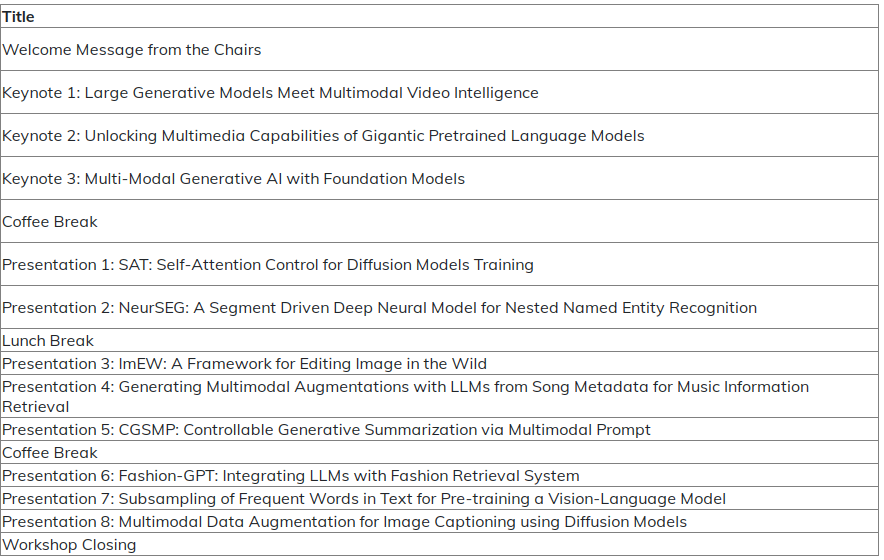 Title
Welcome Message from the Chairs
Keynote 1: Large Generative Models Meet Multimodal Video Intelligence
Keynote 2: Unlocking Multimedia Capabilities of Gigantic Pretrained Language Models
Keynote 3: Multi-Modal Generative AI with Foundation Models
Coffee Break
Presentation 1: SAT: Self-Attention Control for Diffusion Models Training
Presentation 2: NeurSEG: A Segment Driven Deep Neural Model for Nested Named Entity Recognition
Lunch Break
Presentation 3: ImEW: A Framework for Editing Image in the Wild
Presentation 4: Generating Multimodal Augmentations with LLMs from Song Metadata for Music Information
Retrieval
Presentation 5: CGSMP: Controllable Generative Summarization via Multimodal Prompt
Coffee Break
Presentation 6: Fashion-GPT: Integrating LLMs with Fashion Retrieval System
Presentation 7: Subsampling of Frequent Words in Text for Pre-training a Vision-Language Model
Presentation 8: Multimodal Data Augmentation for Image Captioning using Diffusion Models
Workshop Closing